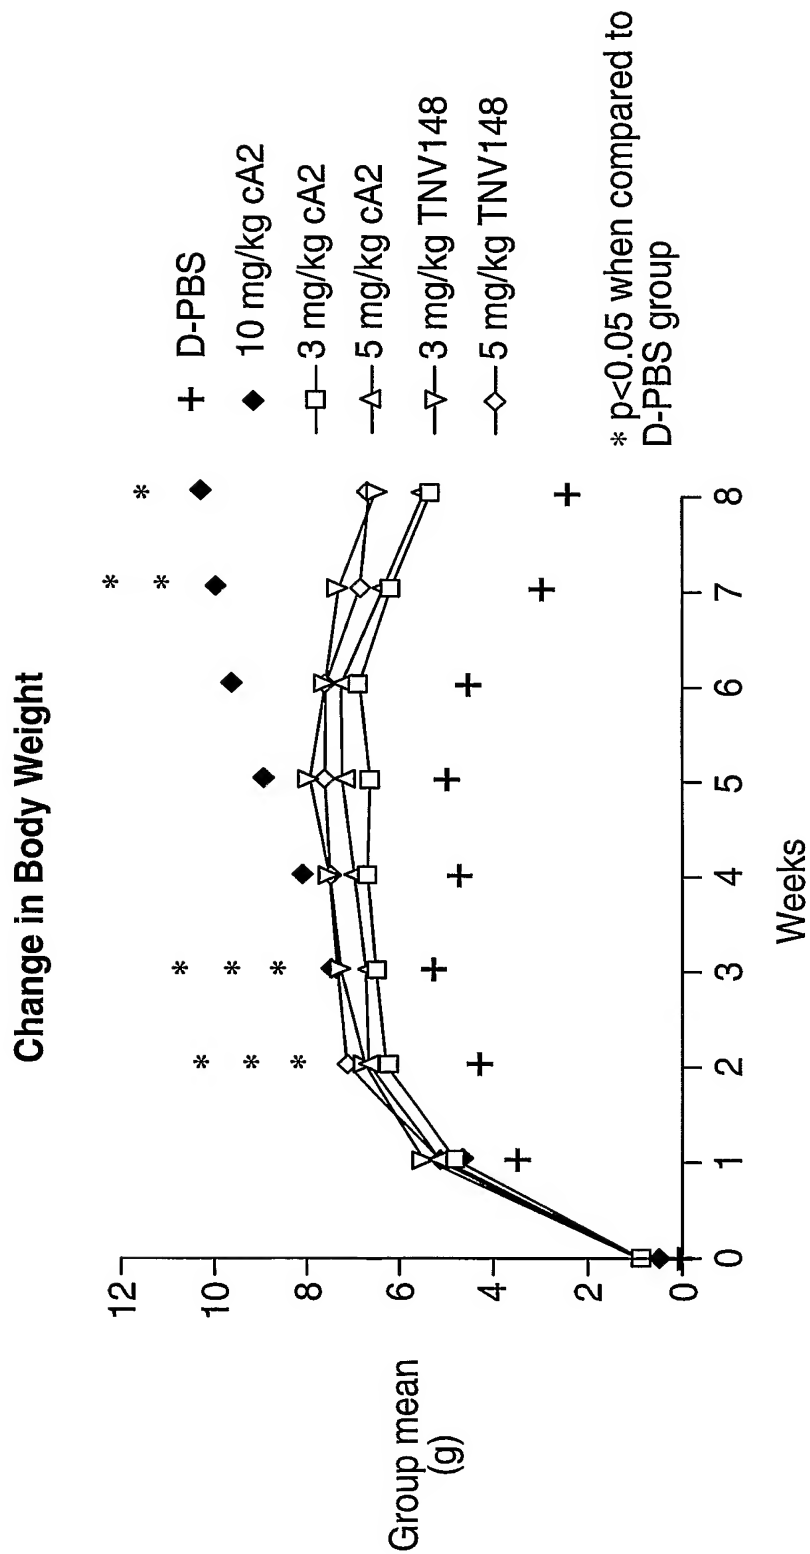 Change in Body Weight
Group mean
(g)
12
10
8
6
4
2
0
* * *
* * *
* *
*
0 1 2 3 4 5 6 7 8
Weeks
D-PBS
10 mg/kg cA2
3 mg/kg cA2
5 mg/kg cA2
3 mg/kg TNV148
5 mg/kg TNV148
* p<0.05 when compared to
D-PBS group